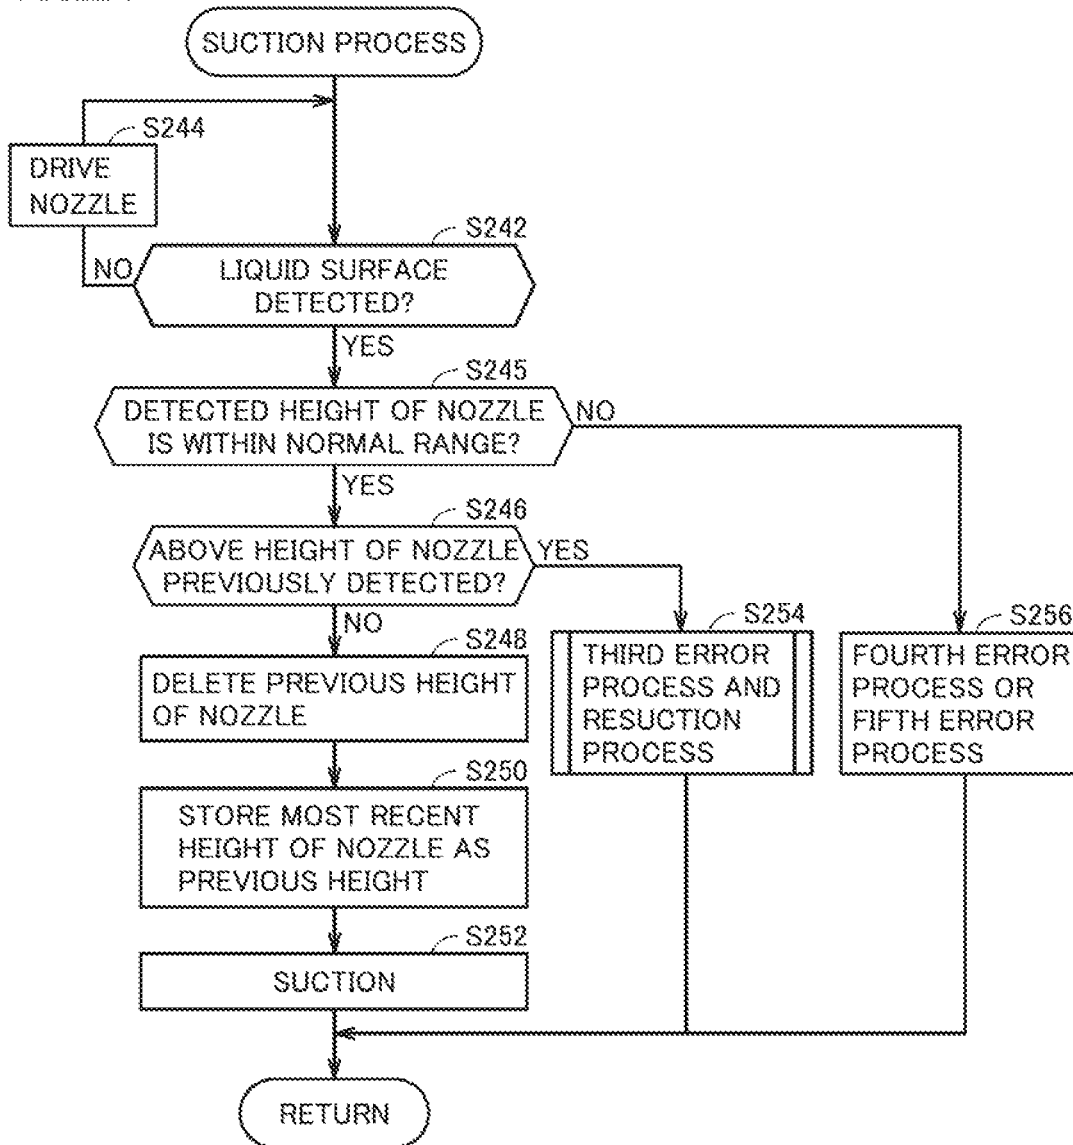 SUCTION PROCESS
S244
DRIVE
NOZZLE
S242
NO
LIQUID SURFACE
DETECTED?
YES
S245
DETECTED HEIGHT OF NOZZLE
IS WITHIN NORMAL RANGE?
NO
YES
S246
ABOVE HEIGHT OF NOZZLE
PREVIOUSLY DETECTED?
YES
NO
S248
DELETE PREVIOUS HEIGHT
OF NOZZLE
S254
THIRD ERROR
PROCESS AND
RESUCTION
PROCESS
S256
FOURTH ERROR
PROCESS OR
FIFTH ERROR
PROCESS
S250
STORE MOST RECENT
HEIGHT OF NOZZLE AS
PREVIOUS HEIGHT
S252
SUCTION
RETURN